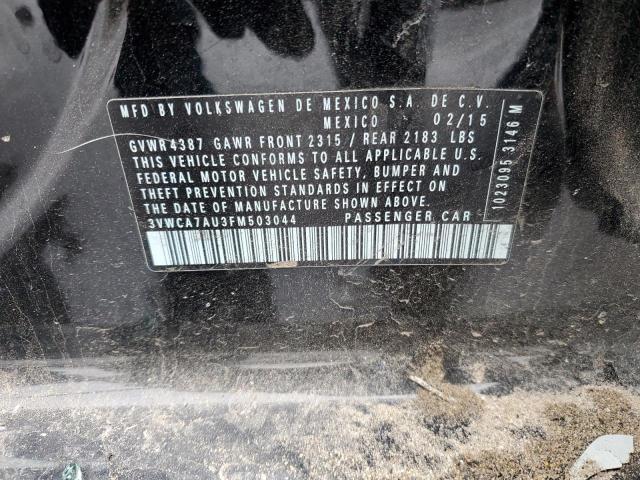 MFD BY VOLKSWAGEN DE MEXICO S.A. DE C.V.
MEXICO 02/15
GVWR 4387 GAWR FRONT 2315 / REAR 2183 LBS
THIS VEHICLE CONFORMS TO ALL APPLICABLE U.S.
FEDERAL MOTOR VEHICLE SAFETY, BUMPER AND
THEFT PREVENTION STANDARDS IN EFFECT ON
THE DATE OF MANUFACTURE SHOWN ABOVE.
3VWCA7AU3FM503044 PASSENGER CAR
1023095 3146 M